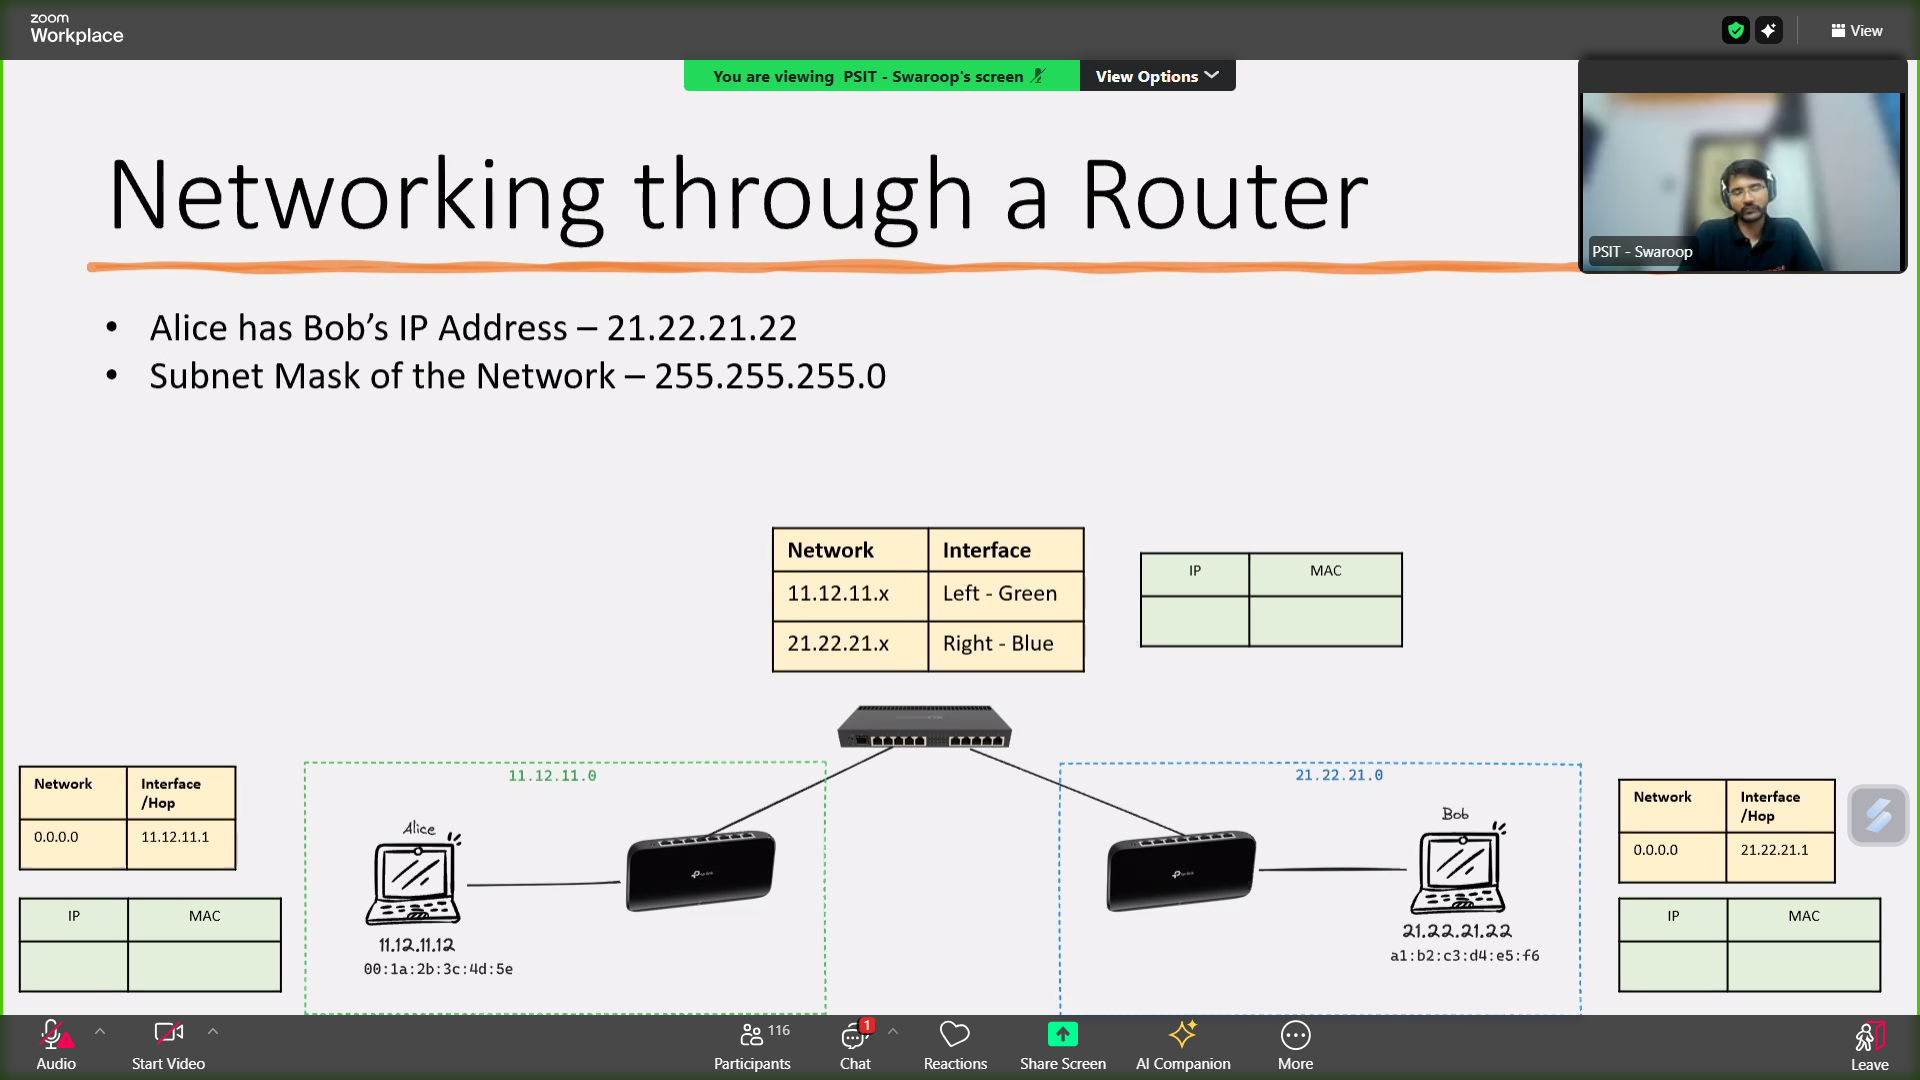 zoom
Workplace
View
You are viewing PSIT - Swaroop's screen
View Options
PSIT - Swaroop
Networking through a Router
• Alice has Bob's IP Address – 21.22.21.22
• Subnet Mask of the Network – 255.255.255.0
Network Interface
11.12.11.x Left - Green
21.22.21.x Right - Blue
IP MAC
Network Interface
/Hop
0.0.0.0 11.12.11.1
IP MAC
11.12.11.0
Alice
11.12.11.12
00:1a:2b:3c:4d:5e
tp-link
21.22.21.0
tp-link
Bob
21.22.21.22
a1:b2:c3:d4:e5:f6
Network Interface
/Hop
0.0.0.0 21.22.21.1
IP MAC
Audio
Start Video
Participants 116
Chat 1
Reactions
Share Screen
AI Companion
More
Leave